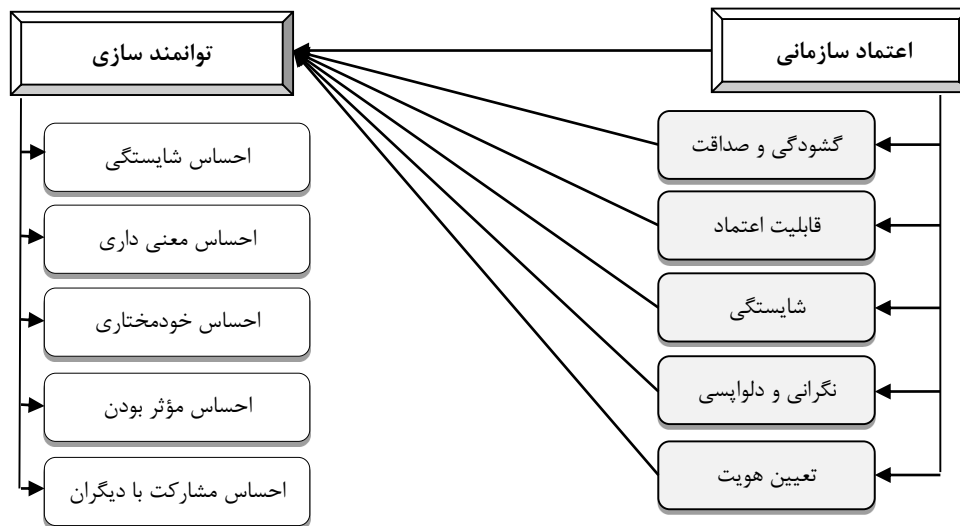 اعتماد سازمانی
گشودگی و صداقت
قابلیت اعتماد
شایستگی
نگرانی و دلواپسی
تعیین هویت
توانمند سازی
احساس شایستگی
احساس معنی داری
احساس خودمختاری
احساس مؤثر بودن
احساس مشارکت با دیگران